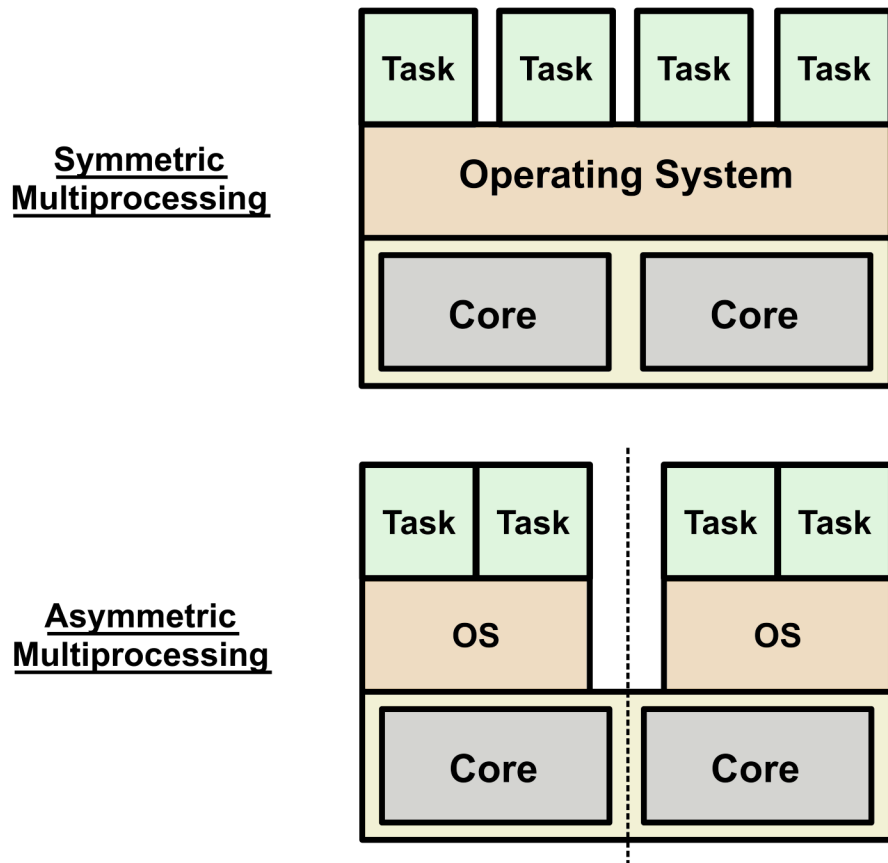 Task Task Task Task
Symmetric
Multiprocessing
Operating System
Core Core
Task Task Task Task
Asymmetric
Multiprocessing
OS OS
Core Core